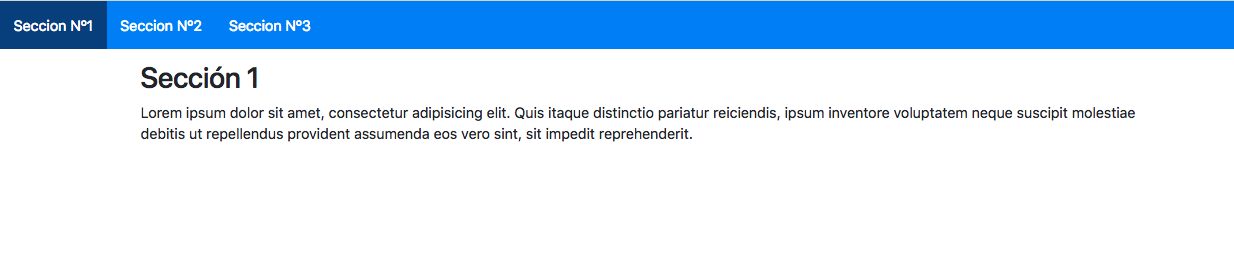 Seccion Nº1 Seccion Nº2 Seccion Nº3
Sección 1
Lorem ipsum dolor sit amet, consectetur adipisicing elit. Quis itaque distinctio pariatur reiciendis, ipsum inventore voluptatem neque suscipit molestiae
debitis ut repellendus provident assumenda eos vero sint, sit impedit reprehenderit.